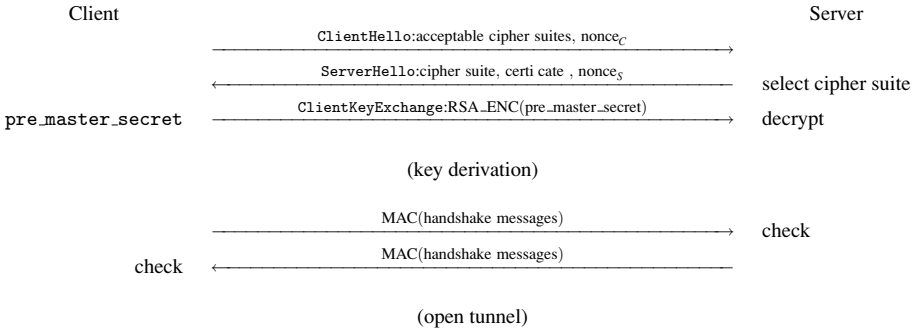 Client Server
ClientHello:acceptable cipher suites, nonce_C
ServerHello:cipher suite, certi cate , nonce_S select cipher suite
pre_master_secret ClientKeyExchange:RSA_ENC(pre_master_secret) decrypt
(key derivation)
MAC(handshake messages) check
check MAC(handshake messages)
(open tunnel)